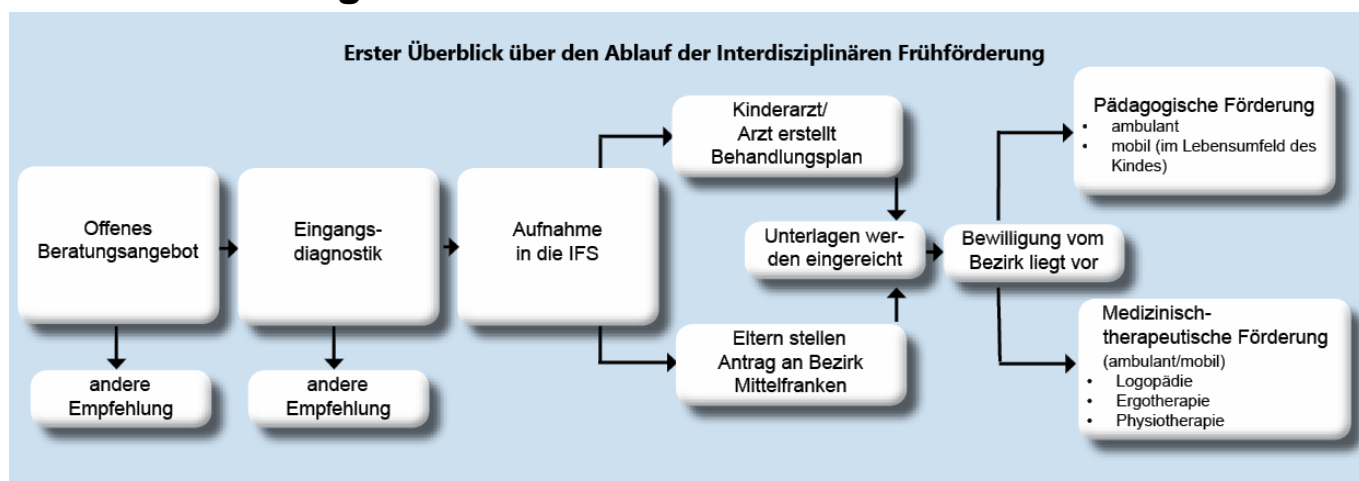 Erster Überblick über den Ablauf der Interdisziplinären Frühförderung
Offenes
Beratungsangebot
andere
Empfehlung
Eingangs-
diagnostik
andere
Empfehlung
Aufnahme
in die IFS
Kinderarzt/
Arzt erstellt
Behandlungsplan
Eltern stellen
Antrag an Bezirk
Mittelfranken
Unterlagen wer-
den eingereicht
Bewilligung vom
Bezirk liegt vor
Pädagogische Förderung
• ambulant
• mobil (im Lebensumfeld des
Kindes)
Medizinisch-
therapeutische Förderung
(ambulant/mobil)
• Logopädie
• Ergotherapie
• Physiotherapie